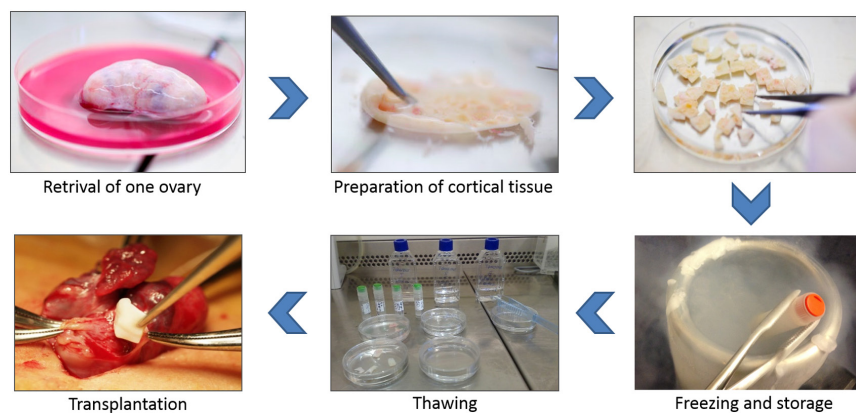 Retrival of one ovary
Preparation of cortical tissue
Transplantation
Thawing
Freezing and storage